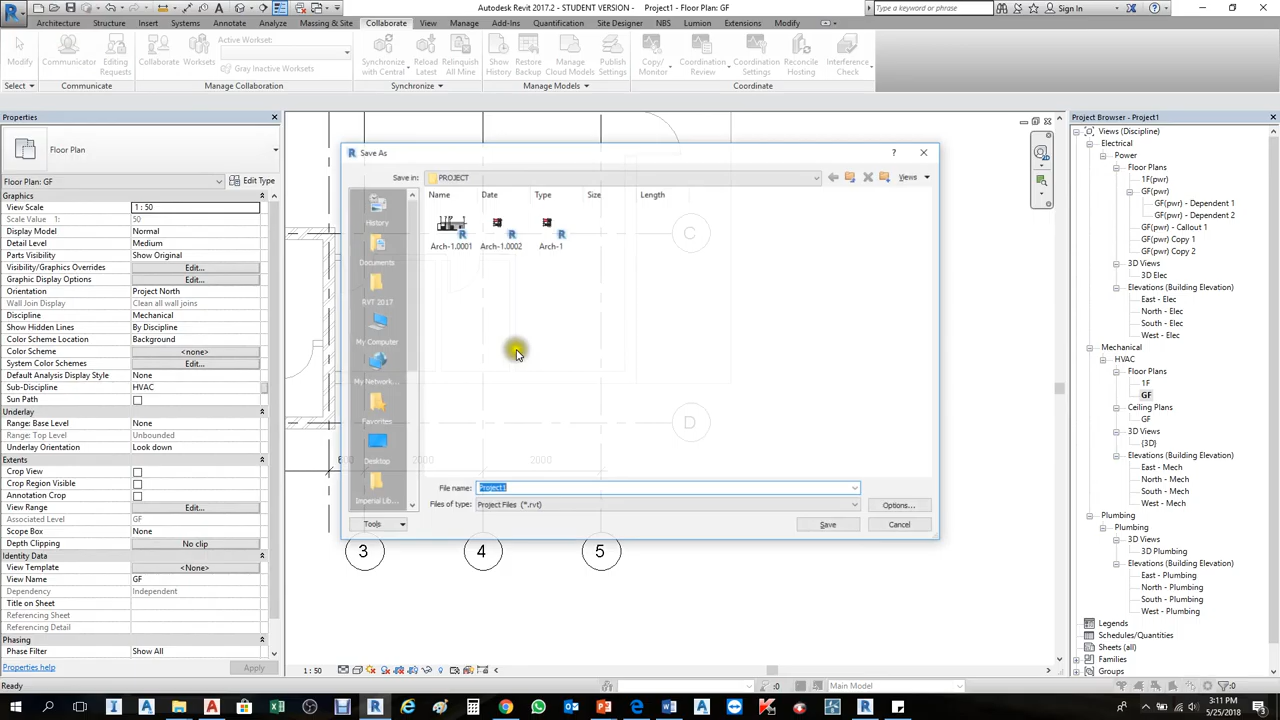 Autodesk Revit 2017.2 - STUDENT VERSION - Project1 - Floor Plan: GF
Type a keyword or phrase
Sign In
Architecture Structure Insert Systems Annotate Analyze Massing & Site Collaborate View Manage Add-Ins Quantification Site Designer NBS Lumion Extensions Modify
Modify
Communicator
Editing Requests
Collaborate
Worksets
Active Workset:
Gray Inactive Worksets
Synchronize with Central
Reload Latest
Relinquish All Mine
Show History
Restore Backup
Manage Cloud Models
Publish Settings
Copy/ Monitor
Coordination Review
Coordination Settings
Reconcile Hosting
Interference Check
Select Communicate Manage Collaboration Synchronize Manage Models Coordinate
Properties
Floor Plan
Floor Plan: GF Edit Type
Graphics
View Scale 1 : 50
Scale Value 1: 50
Display Model Normal
Detail Level Medium
Parts Visibility Show Original
Visibility/Graphics Overrides Edit...
Graphic Display Options Edit...
Orientation Project North
Wall Join Display Clean all wall joins
Discipline Mechanical
Show Hidden Lines By Discipline
Color Scheme Location Background
Color Scheme <none>
System Color Schemes Edit...
Default Analysis Display Style None
Sub-Discipline HVAC
Sun Path
Underlay
Range: Base Level None
Range: Top Level Unbounded
Underlay Orientation Look down
Extents
Crop View
Crop Region Visible
Annotation Crop
View Range Edit...
Associated Level GF
Scope Box None
Depth Clipping No clip
Identity Data
View Template <None>
View Name GF
Dependency Independent
Title on Sheet
Referencing Sheet
Referencing Detail
Phasing
Phase Filter Show All
Properties help Apply
Save As
Save in: PROJECT Views
Name Date Type Size Length
Arch-1.0001 Arch-1.0002 Arch-1
History
Documents
RVT 2017
My Computer
My Network...
Favorites
Desktop
Imperial Lib...
File name: Project1
Files of type: Project Files (*.rvt) Options...
Tools Save Cancel
C
D
600 2000 2000
3 4 5
Project Browser - Project1
Views (Discipline)
Electrical
Power
Floor Plans
1F(pwr)
GF(pwr)
GF(pwr) - Dependent 1
GF(pwr) - Dependent 2
GF(pwr) - Callout 1
GF(pwr) Copy 1
GF(pwr) Copy 2
3D Views
3D Elec
Elevations (Building Elevation)
East - Elec
North - Elec
South - Elec
West - Elec
Mechanical
HVAC
Floor Plans
1F
GF
Ceiling Plans
GF
3D Views
{3D}
Elevations (Building Elevation)
East - Mech
North - Mech
South - Mech
West - Mech
Plumbing
Plumbing
3D Views
3D Plumbing
Elevations (Building Elevation)
East - Plumbing
North - Plumbing
South - Plumbing
West - Plumbing
Legends
Schedules/Quantities
Sheets (all)
Families
Groups
1 : 50
Ready
:0
Main Model
:0
3:11 PM
5/25/2018